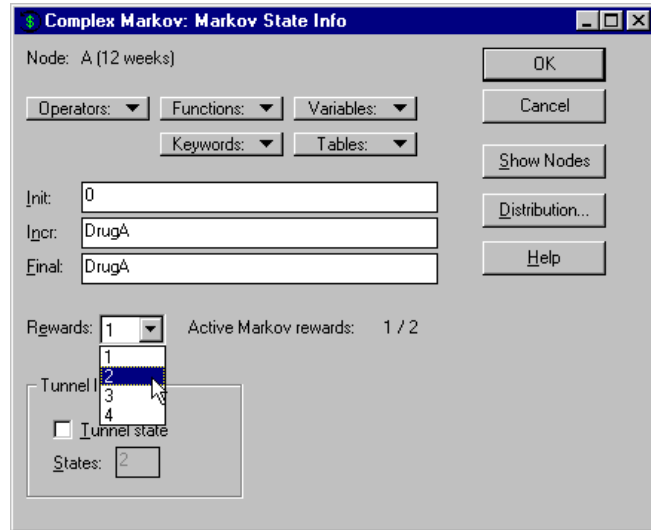 $ Complex Markov: Markov State Info
Node: A (12 weeks)
OK
Operators: Functions: Variables:
Cancel
Keywords: Tables:
Show Nodes
Init: 0
Distribution...
Incr: DrugA
Final: DrugA
Help
Rewards: 1 Active Markov rewards: 1 / 2
1
2
3
4
Tunnel
Tunnel state
States: 2